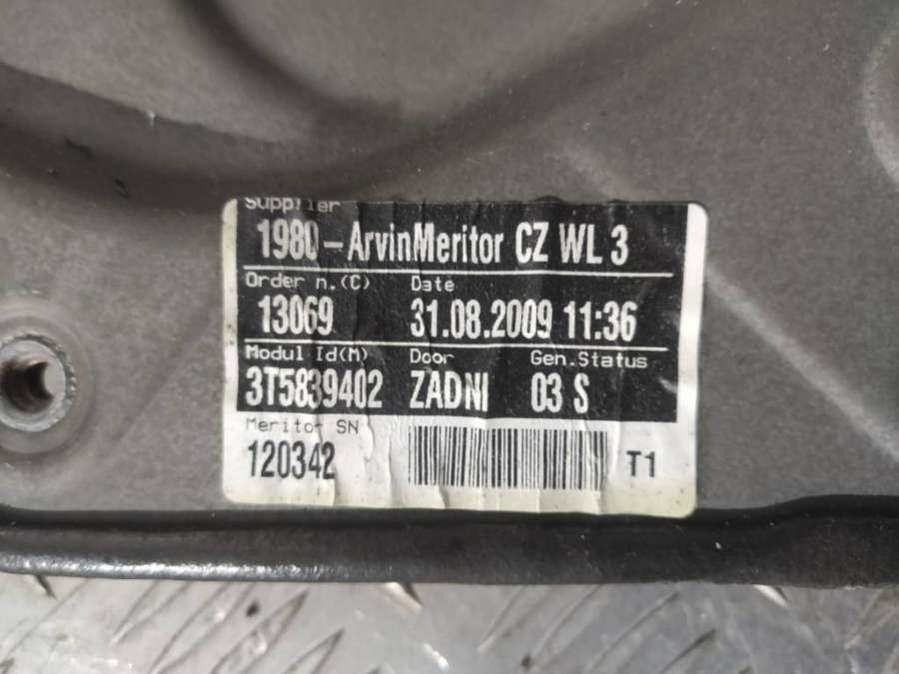 Supplier
1980-ArvinMeritor CZ WL 3
Order n.(C) Date
13069 31.08.2009 11:36
Modul Id(M) Door Gen.Status
3T5839402 ZADNI 03 S
Meritor SN
120342 T1